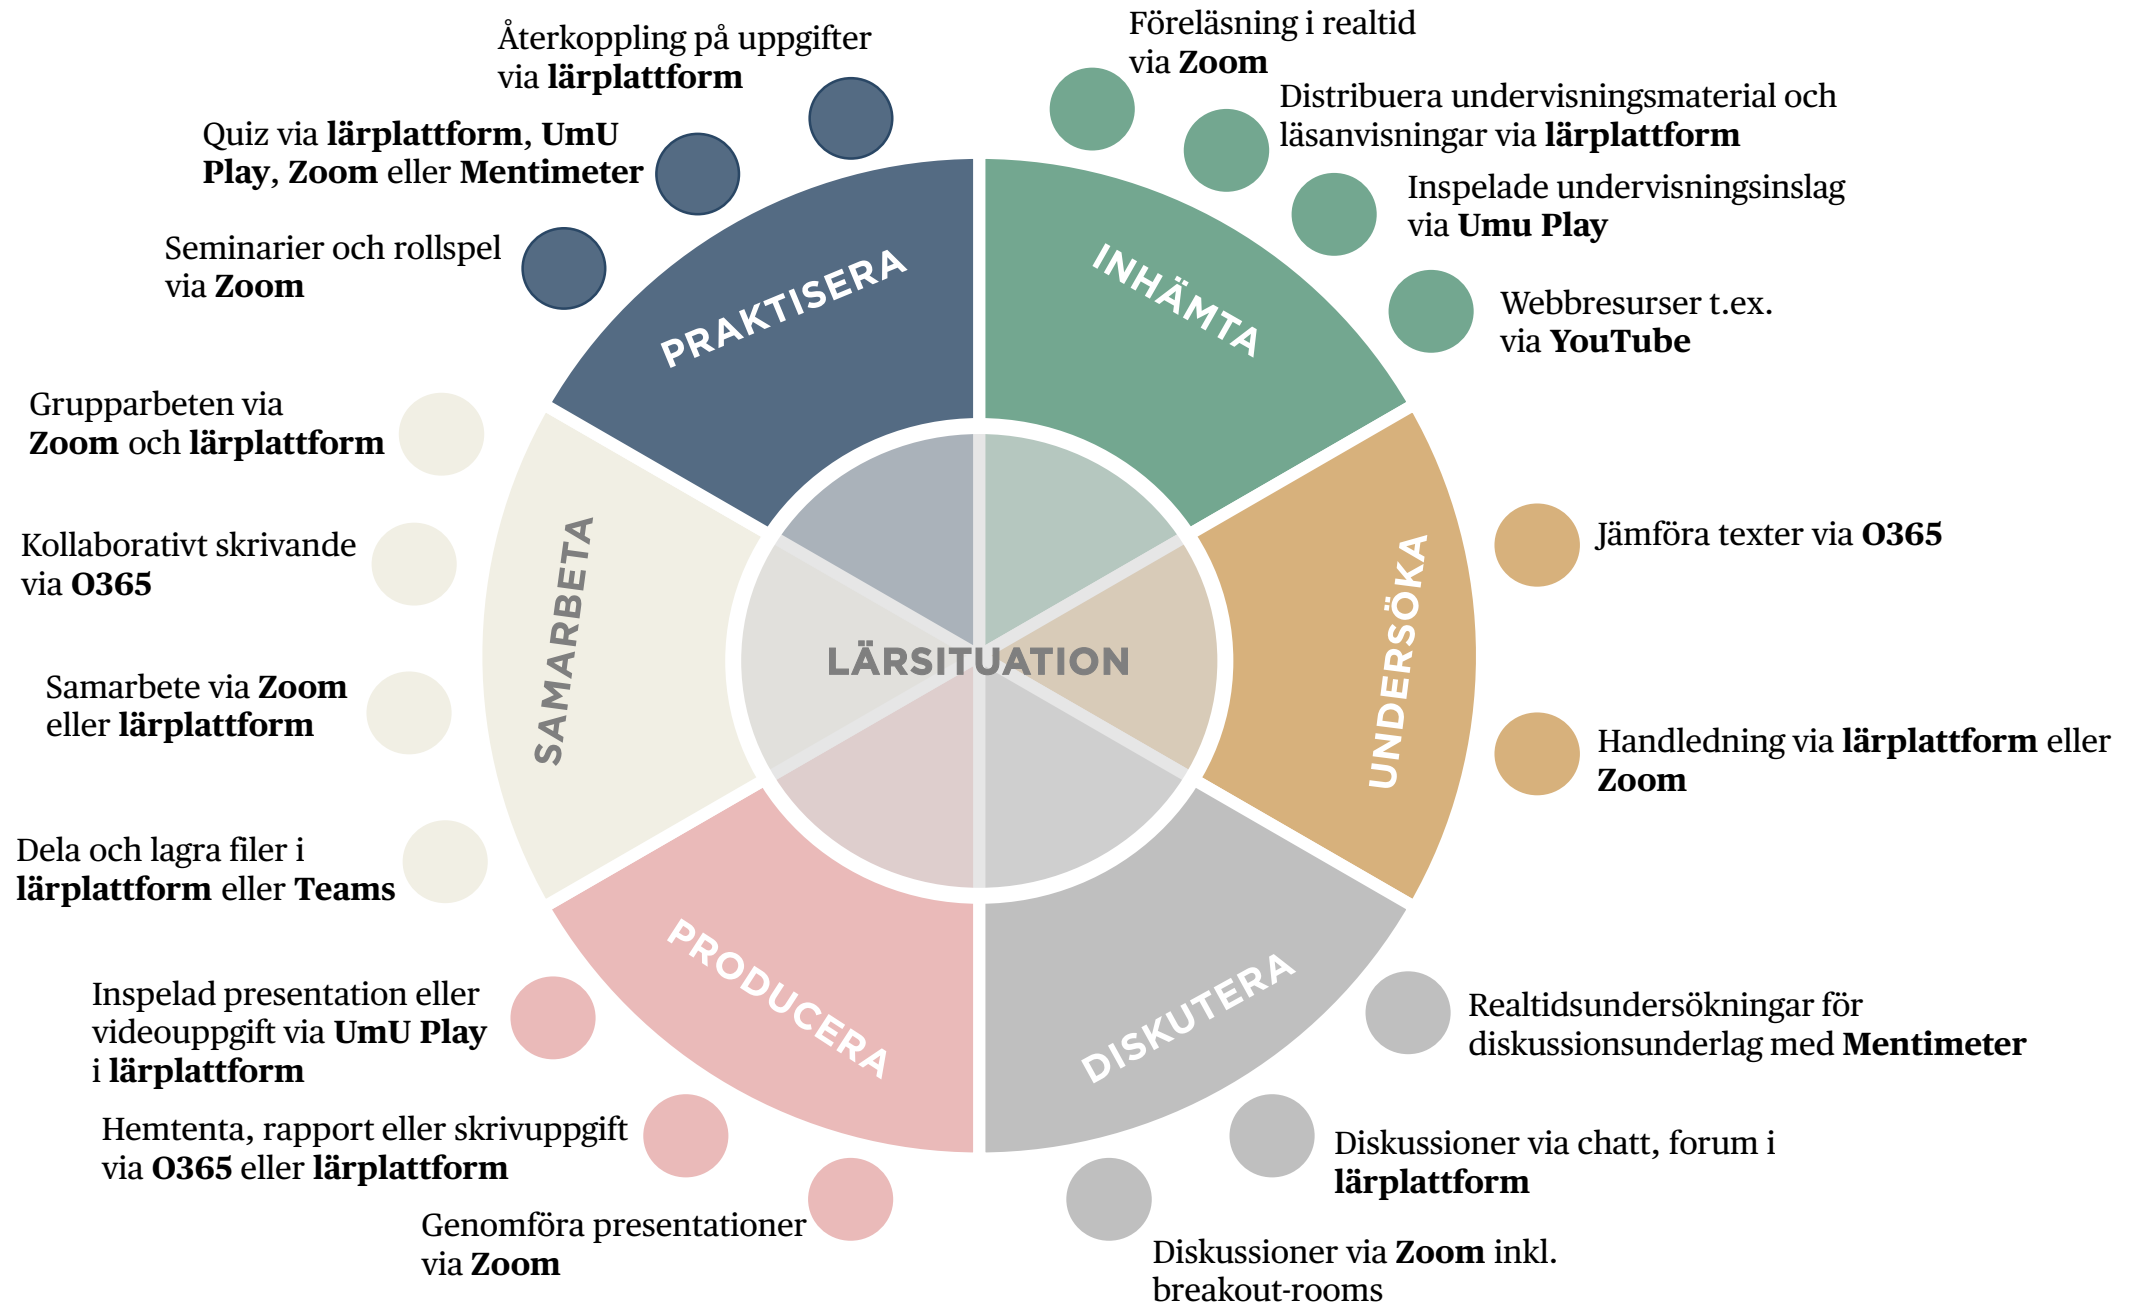 Återkoppling på uppgifter
via lärplattform
Quiz via lärplattform, UmU
Play, Zoom eller Mentimeter
Seminarier och rollspel
via Zoom
Föreläsning i realtid
via Zoom
Distribuera undervisningsmaterial och
läsanvisningar via lärplattform
Inspelade undervisningsinslag
via Umu Play
Webbresurser t.ex.
via YouTube
PRAKTISERA
INHÄMTA
Grupparbeten via
Zoom och lärplattform
Kollaborativt skrivande
via O365
Samarbete via Zoom
eller lärplattform
Dela och lagra filer i
lärplattform eller Teams
SAMARBETA
LÄRSITUATION
UNDERSÖKA
Jämföra texter via O365
Handledning via lärplattform eller
Zoom
PRODUCERA
DISKUTERA
Inspelad presentation eller
videouppgift via UmU Play
i lärplattform
Hemtenta, rapport eller skrivuppgift
via O365 eller lärplattform
Genomföra presentationer
via Zoom
Realtidsundersökningar för
diskussionsunderlag med Mentimeter
Diskussioner via chatt, forum i
lärplattform
Diskussioner via Zoom inkl.
breakout-rooms